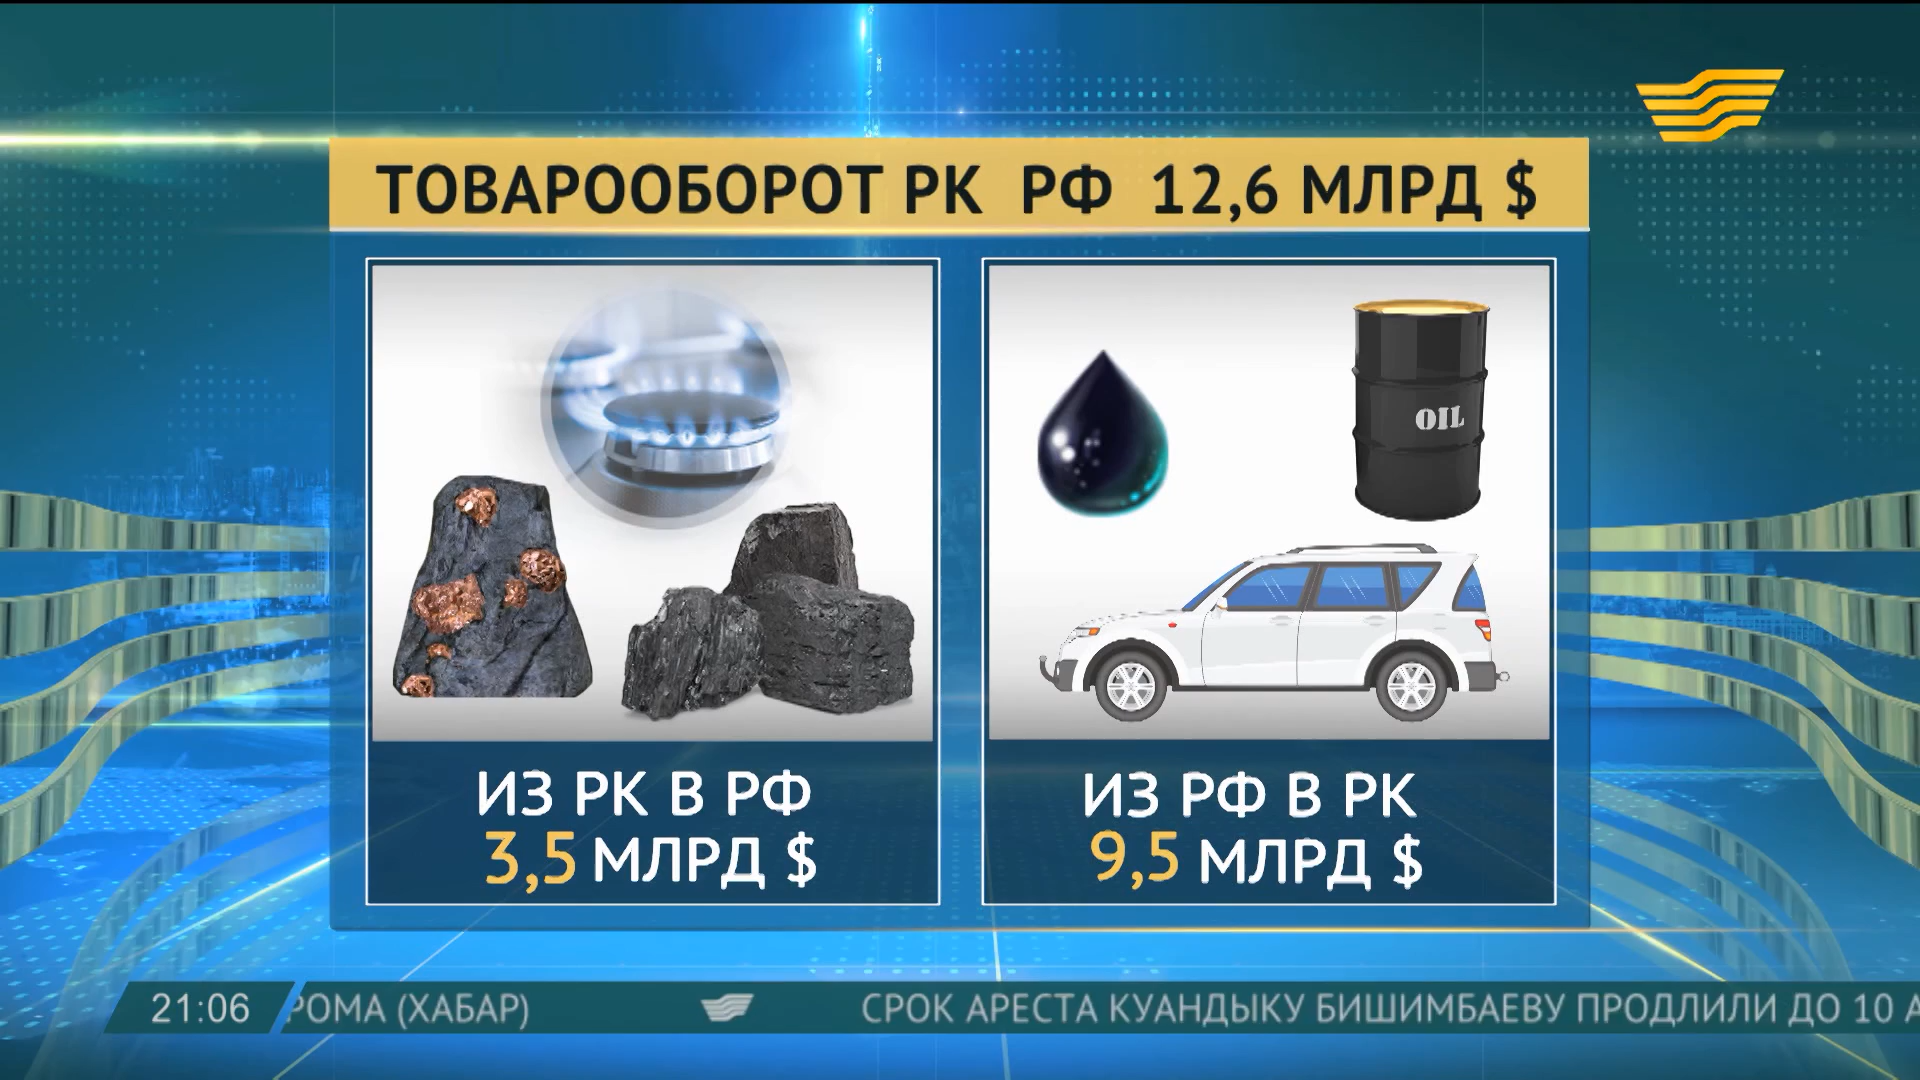 ТОВАРООБОРОТ РК РФ 12,6 МЛРД $
OIL
ИЗ РК В РФ
3,5 МЛРД $
ИЗ РФ В РК
9,5 МЛРД $
21:06 РОМА (ХАБАР) СРОК АРЕСТА КУАНДЫКУ БИШИМБАЕВУ ПРОДЛИЛИ ДО 10 А